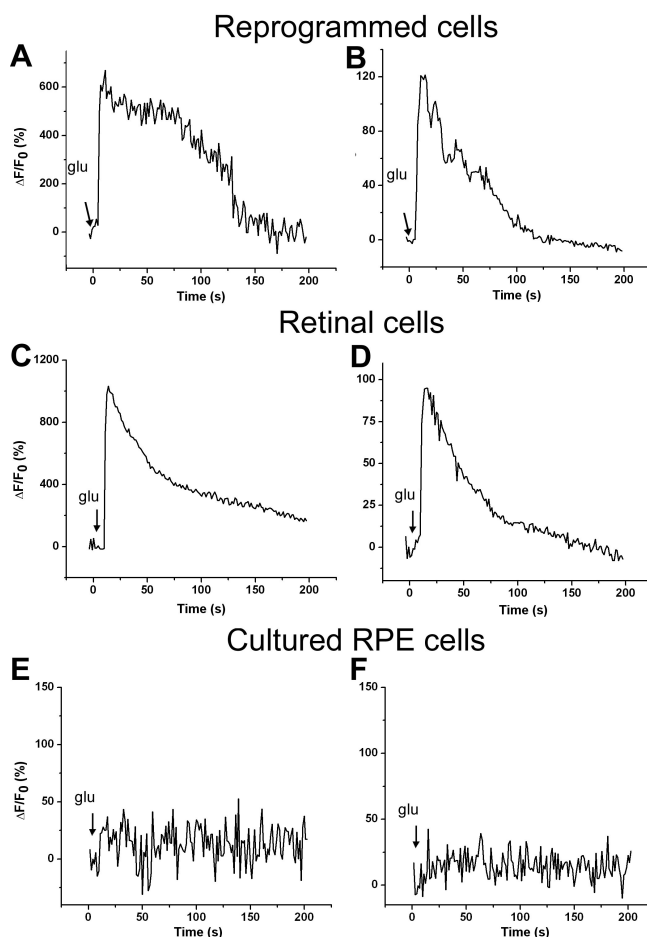 Reprogrammed cells
A
600
400
200
0
ΔF/F0 (%)
glu
0 50 100 150 200
Time (s)
B
120
80
40
0
glu
0 50 100 150 200
Time (s)
Retinal cells
C
1200
800
400
0
ΔF/F0 (%)
glu
0 50 100 150 200
Time (s)
D
100
75
50
25
0
glu
0 50 100 150 200
Time (s)
Cultured RPE cells
E
150
100
50
0
ΔF/F0 (%)
glu
0 50 100 150 200
Time (s)
F
150
100
50
0
glu
0 50 100 150 200
Time (s)